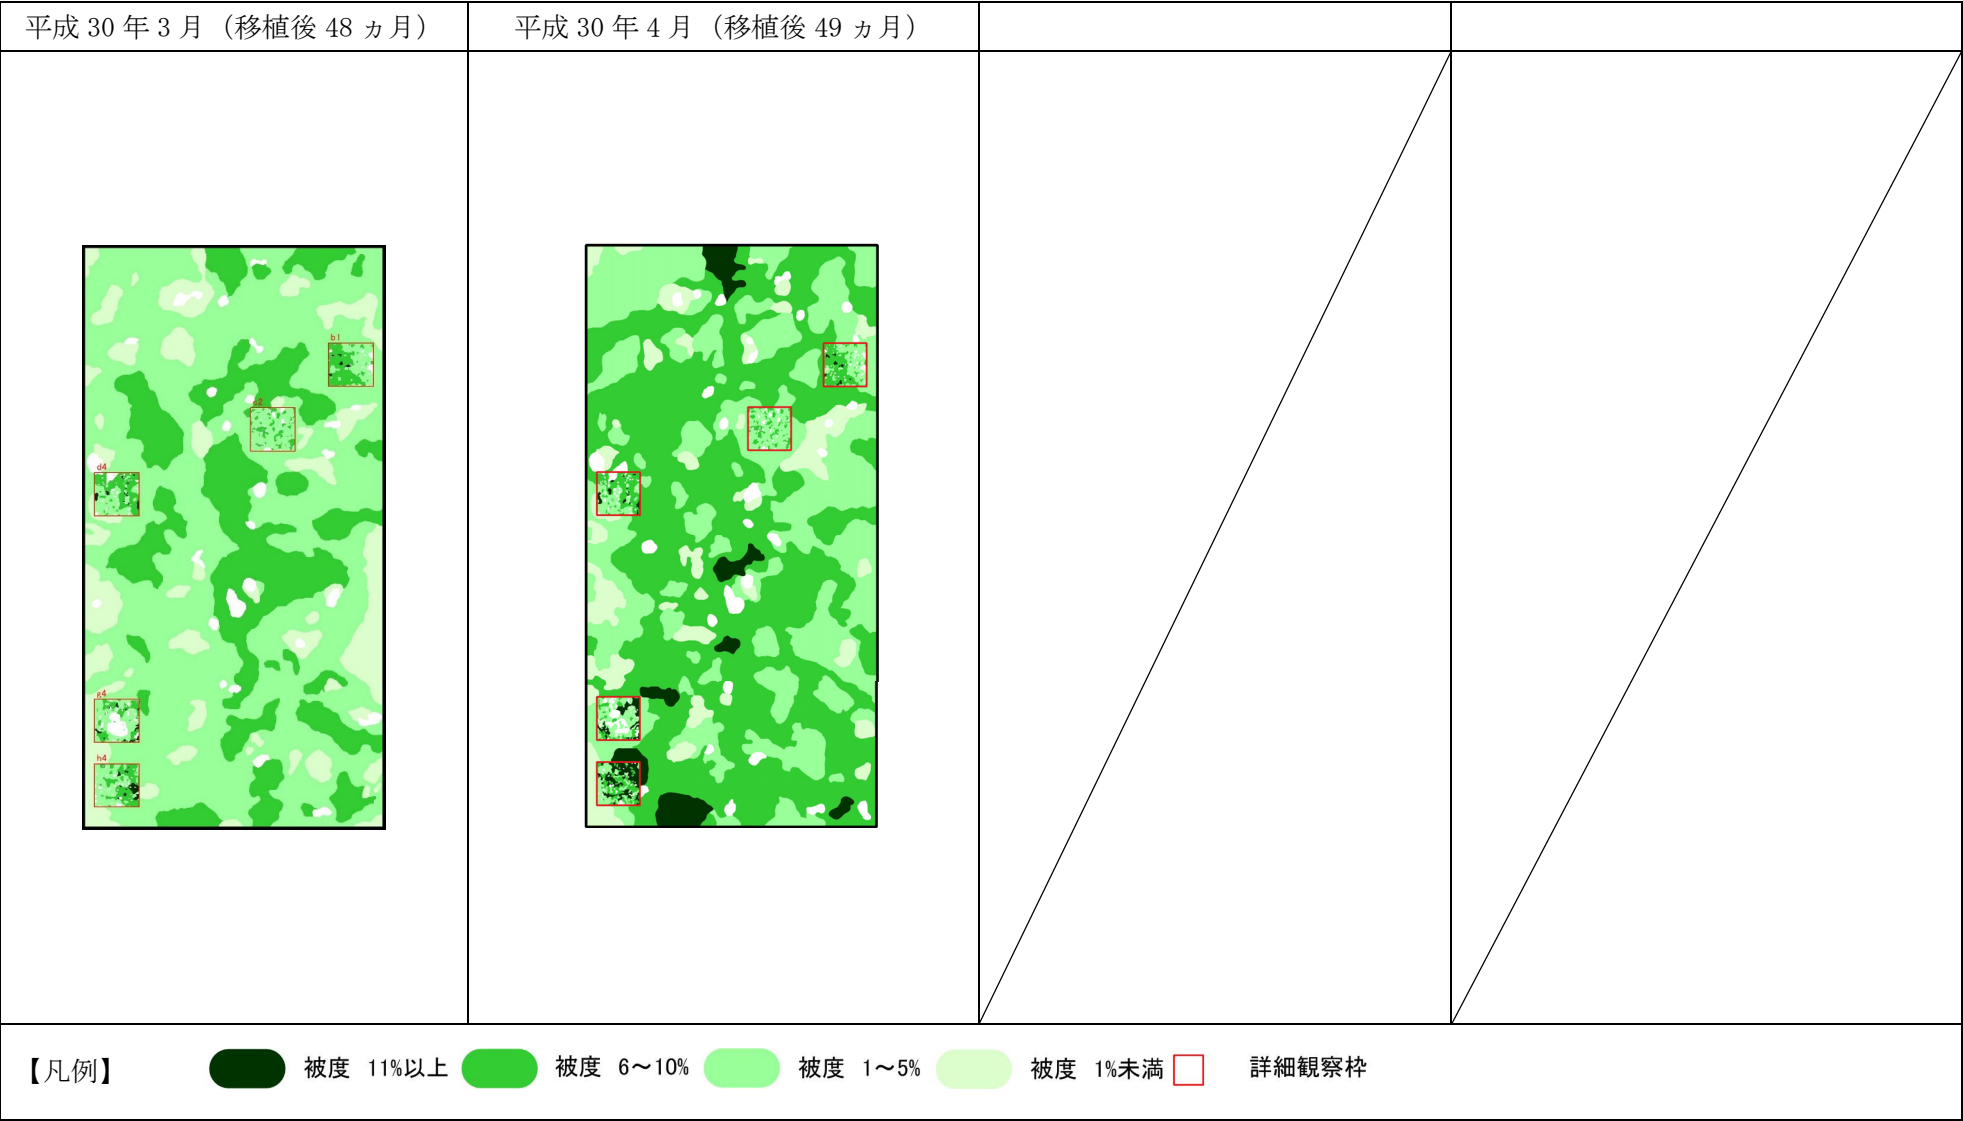 平成 30 年 3 月（移植後 48 ヵ月）
平成 30 年 4 月（移植後 49 ヵ月）
b1
c2
d4
g4
h4
【凡例】 被度 11%以上 被度 6～10% 被度 1～5% 被度 1%未満 詳細観察枠